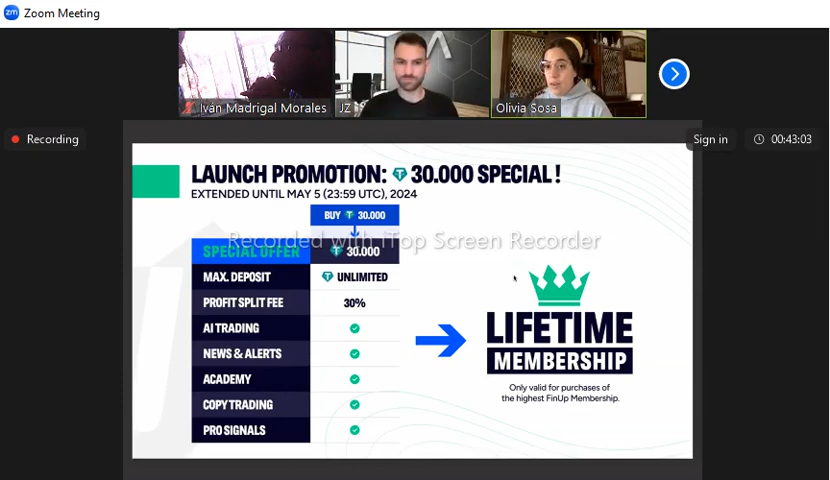 Zoom Meeting
Iván Madrigal Morales
JZ
Olivia Sosa
Recording
Sign in
00:43:03
LAUNCH PROMOTION: 30.000 SPECIAL!
EXTENDED UNTIL MAY 5 (23:59 UTC), 2024
BUY 30.000
Recorded with iTop Screen Recorder
SPECIAL OFFER 30.000
MAX. DEPOSIT UNLIMITED
PROFIT SPLIT FEE 30%
AI TRADING
NEWS & ALERTS
ACADEMY
COPY TRADING
PRO SIGNALS
LIFETIME
MEMBERSHIP
Only valid for purchases of
the highest FinUp Membership.